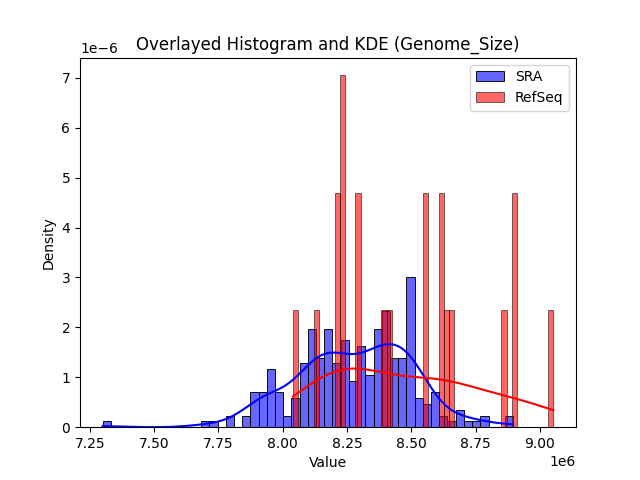 Overlayed Histogram and KDE (Genome_Size)
1e−6
SRA
RefSeq
7
6
5
4
3
2
1
0
Density
7.25 7.50 7.75 8.00 8.25 8.50 8.75 9.00
Value
1e6